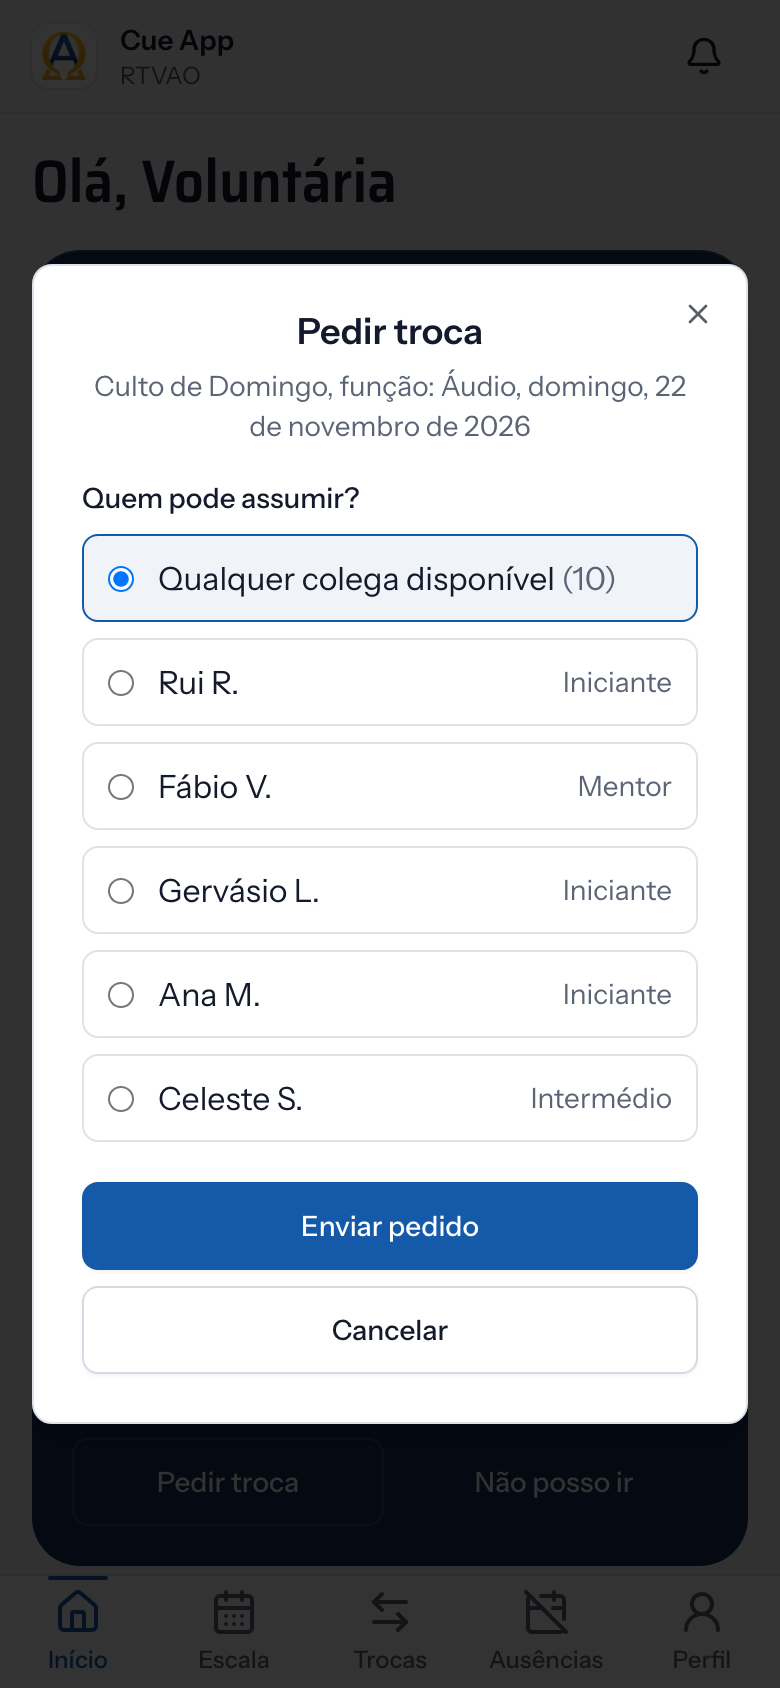 Cue App
RTVAO
Olá, Voluntária
Pedir troca
Culto de Domingo, função: Áudio, domingo, 22
de novembro de 2026
Quem pode assumir?
Qualquer colega disponível (10)
Rui R. Iniciante
Fábio V. Mentor
Gervásio L. Iniciante
Ana M. Iniciante
Celeste S. Intermédio
Enviar pedido
Cancelar
Pedir troca Não posso ir
Início Escala Trocas Ausências Perfil